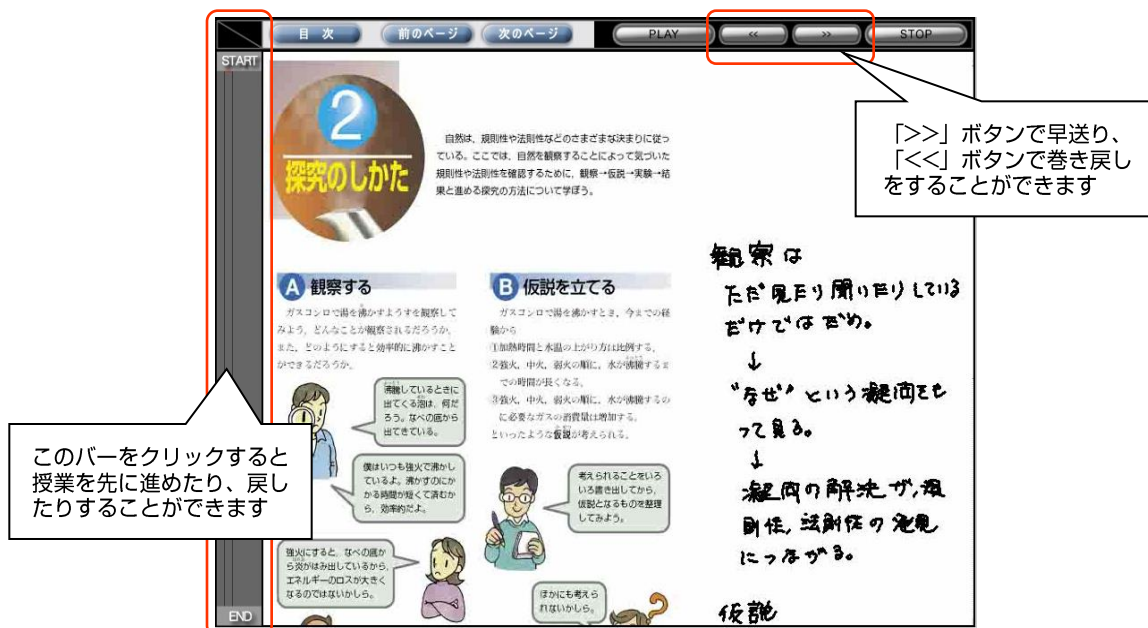 目 次
前のページ
次のページ
PLAY
<<
>>
STOP
START
END
「>>」ボタンで早送り、
「<<」ボタンで巻き戻し
をすることができます
このバーをクリックすると
授業を先に進めたり、戻し
たりすることができます
2
探究のしかた
自然は、規則性や法則性などのさまざまな決まりに従っ
ている。ここでは、自然を観察することによって気づいた
規則性や法則性を確認するために、観察→仮説→実験→結
果と進める探究の方法について学ぼう。
A 観察する
ガスコンロで湯を沸かすようすを観察して
みよう。どんなことが観察されるだろうか。
また、どのようにすると効率的に沸かすこと
ができるだろうか。
沸騰しているときに
出てくる泡は、何だ
ろう。なべの底から
出てきている。
僕はいつも強火で沸かし
ているよ。沸かすのにか
かる時間が短くて済むか
ら、効率的だよ。
強火にすると、なべの底か
ら炎がはみ出しているから、
エネルギーのロスが大きく
なるのではないかしら。
B 仮説を立てる
ガスコンロで湯を沸かすとき、今までの経
験から
①加熱時間と水温の上がり方は比例する。
②強火、中火、弱火の順に、水が沸騰するま
での時間が長くなる。
③強火、中火、弱火の順に、水が沸騰するの
に必要なガスの消費量は増加する。
といったような仮説が考えられる。
考えられることをいろ
いろ書き出してから、
仮説となるものを整理
してみよう。
ほかにも考えら
れないかしら。
観察は
ただ見たり聞いたりしている
だけではだめ。
↓
"なぜ"という凝問をも
って見る。
↓
凝問の解決が、規
則性、法則性の発見
につながる。
仮説